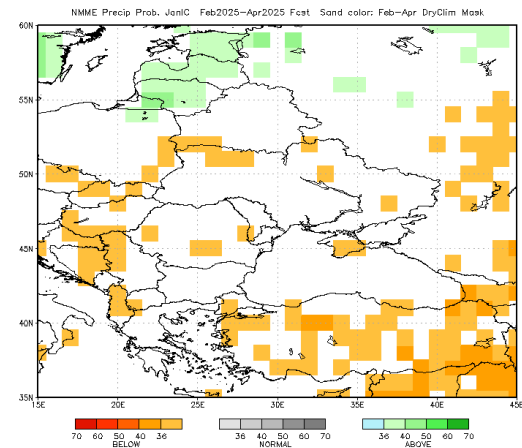 NMME Precip Prob. JanIC Feb2025-Apr2025 Fcst Sand color: Feb-Apr DryClim Mask
60N
55N
50N
45N
40N
35N
15E 20E 25E 30E 35E 40E 45E
70 60 50 40 36 36 40 50 60 70 36 40 50 60 70
BELOW NORMAL ABOVE